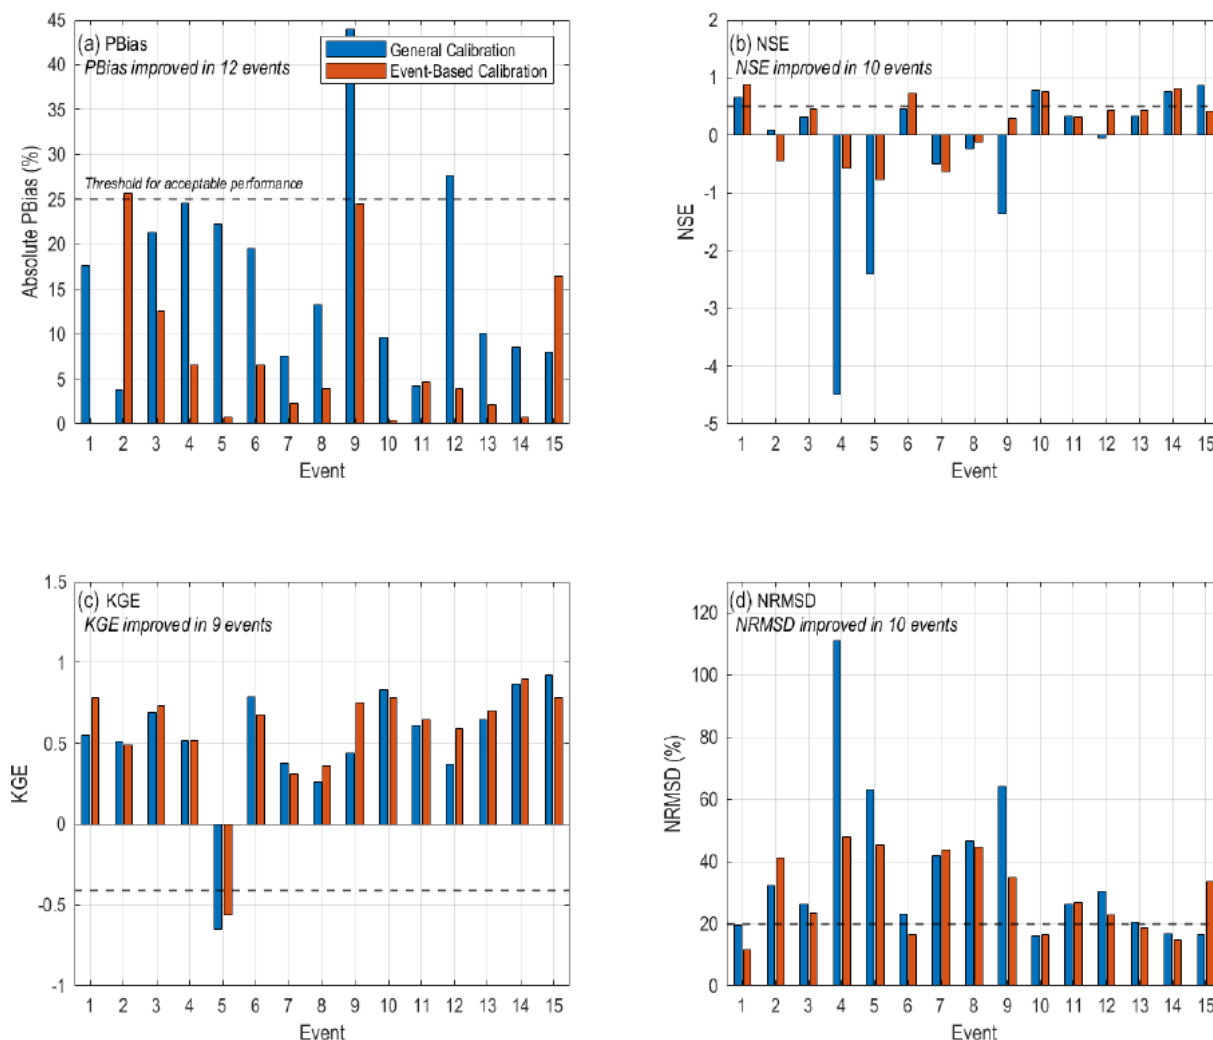 (a) PBias
PBias improved in 12 events
General Calibration
Event-Based Calibration
Threshold for acceptable performance
Absolute PBias (%)
45
40
35
30
25
20
15
10
5
0
1 2 3 4 5 6 7 8 9 10 11 12 13 14 15
Event
(b) NSE
NSE improved in 10 events
NSE
2
1
0
-1
-2
-3
-4
-5
1 2 3 4 5 6 7 8 9 10 11 12 13 14 15
Event
(c) KGE
KGE improved in 9 events
KGE
1.5
1
0.5
0
-0.5
-1
1 2 3 4 5 6 7 8 9 10 11 12 13 14 15
Event
(d) NRMSD
NRMSD improved in 10 events
NRMSD (%)
120
100
80
60
40
20
0
1 2 3 4 5 6 7 8 9 10 11 12 13 14 15
Event